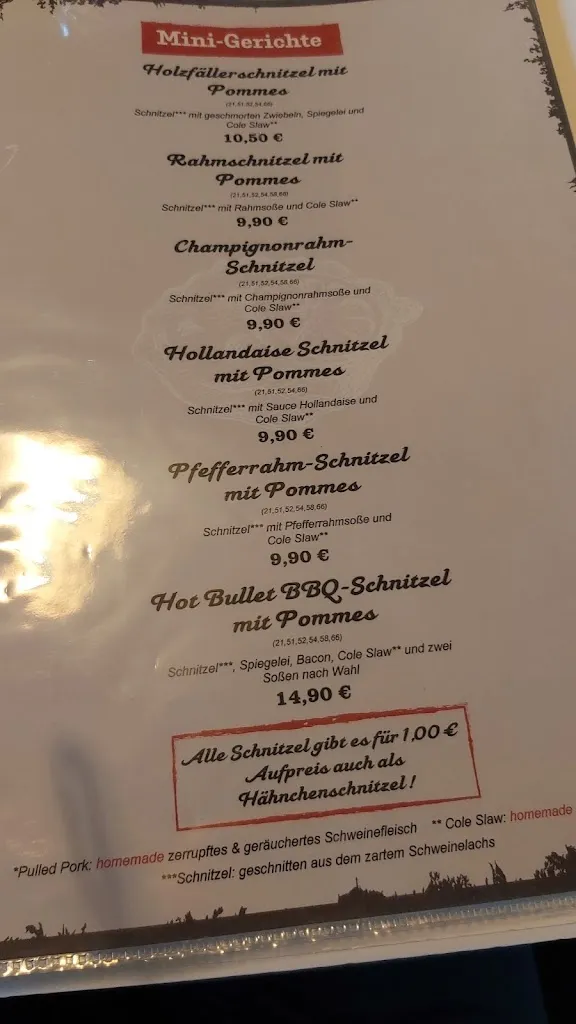 Mini-Gerichte
Holzfällerschnitzel mit
Pommes
(21,51,52,54,66)
Schnitzel*** mit geschmorten Zwiebeln, Spiegelei und
Cole Slaw**
10,50 €
Rahmschnitzel mit
Pommes
(21,51,52,54,58,66)
Schnitzel*** mit Rahmsoße und Cole Slaw**
9,90 €
Champignonrahm-
Schnitzel
(21,51,52,54,58,66)
Schnitzel*** mit Champignonrahmsoße und
Cole Slaw**
9,90 €
Hollandaise Schnitzel
mit Pommes
(21,51,52,54,66)
Schnitzel*** mit Sauce Hollandaise und
Cole Slaw**
9,90 €
Pfefferrahm-Schnitzel
mit Pommes
(21,51,52,54,58,66)
Schnitzel*** mit Pfefferrahmsoße und
Cole Slaw**
9,90 €
Hot Bullet BBQ-Schnitzel
mit Pommes
(21,51,52,54,58,66)
Schnitzel***, Spiegelei, Bacon, Cole Slaw** und zwei
Soßen nach Wahl
14,90 €
Alle Schnitzel gibt es für 1,00 €
Aufpreis auch als
Hähnchenschnitzel!
*Pulled Pork: homemade zerrupftes & geräuchertes Schweinefleisch ** Cole Slaw: homemade
***Schnitzel: geschnitten aus dem zartem Schweinelachs